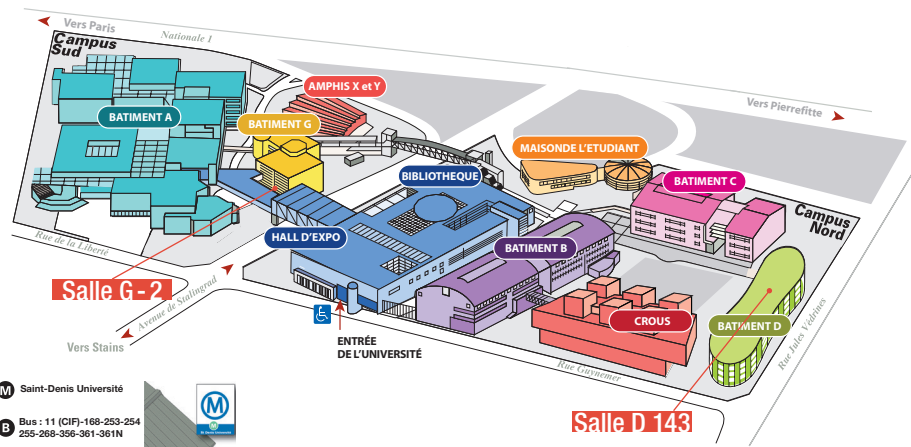 Vers Paris
Nationale 1
Campus
Sud
AMPHIS X et Y
Vers Pierrefitte
BATIMENT A
BATIMENT G
MAISONDE L'ETUDIANT
BIBLIOTHEQUE
BATIMENT C
Campus
Nord
HALL D'EXPO
BATIMENT B
Rue de la Liberté
Salle G-2
Avenue de Stalingrad
CROUS
BATIMENT D
Rue Jules Védrines
Vers Stains
ENTRÉE
DE L'UNIVERSITÉ
Rue Guynemer
Salle D 143
M Saint-Denis Université
B Bus : 11 (CIF)-168-253-254
255-268-356-361-361N
M
St Denis Université